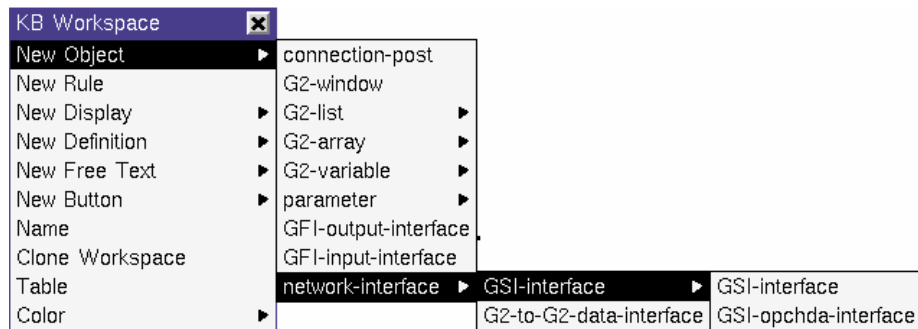 KB Workspace
New Object
New Rule
New Display
New Definition
New Free Text
New Button
Name
Clone Workspace
Table
Color
connection-post
G2-window
G2-list
G2-array
G2-variable
parameter
GFI-output-interface
GFI-input-interface
network-interface
GSI-interface
G2-to-G2-data-interface
GSI-interface
GSI-opchda-interface